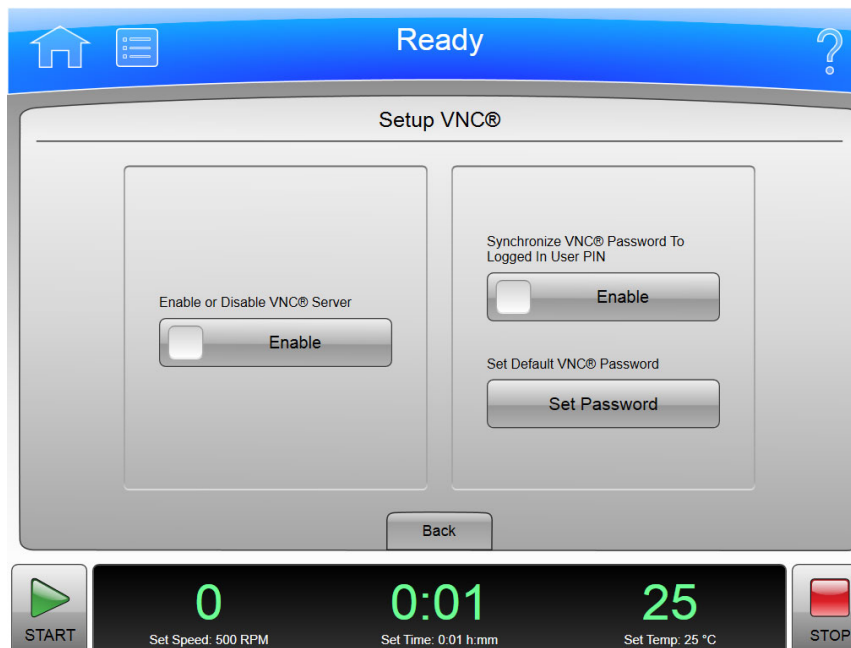 Ready
Setup VNC®
Enable or Disable VNC® Server
Enable
Synchronize VNC® Password To
Logged In User PIN
Enable
Set Default VNC® Password
Set Password
Back
START
0
Set Speed: 500 RPM
0:01
Set Time: 0:01 h:mm
25
Set Temp: 25 °C
STOP